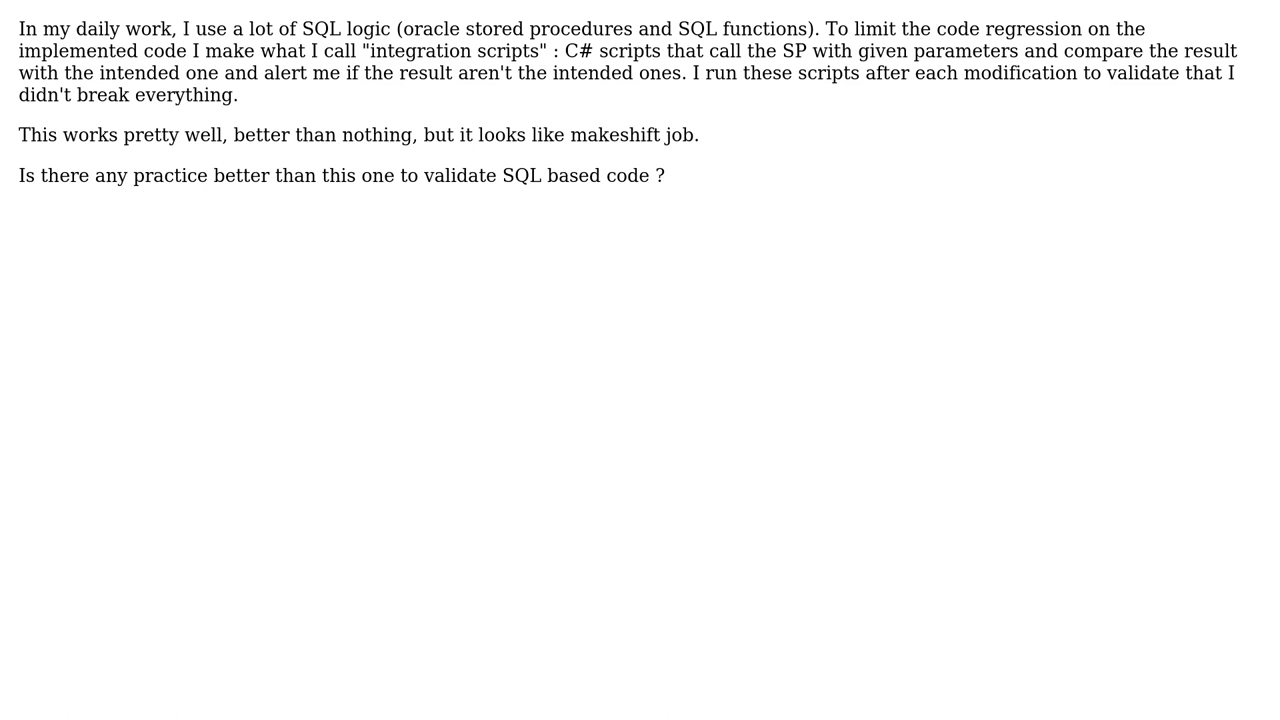 In my daily work, I use a lot of SQL logic (oracle stored procedures and SQL functions). To limit the code regression on the
implemented code I make what I call "integration scripts" : C# scripts that call the SP with given parameters and compare the result
with the intended one and alert me if the result aren't the intended ones. I run these scripts after each modification to validate that I
didn't break everything.
This works pretty well, better than nothing, but it looks like makeshift job.
Is there any practice better than this one to validate SQL based code ?